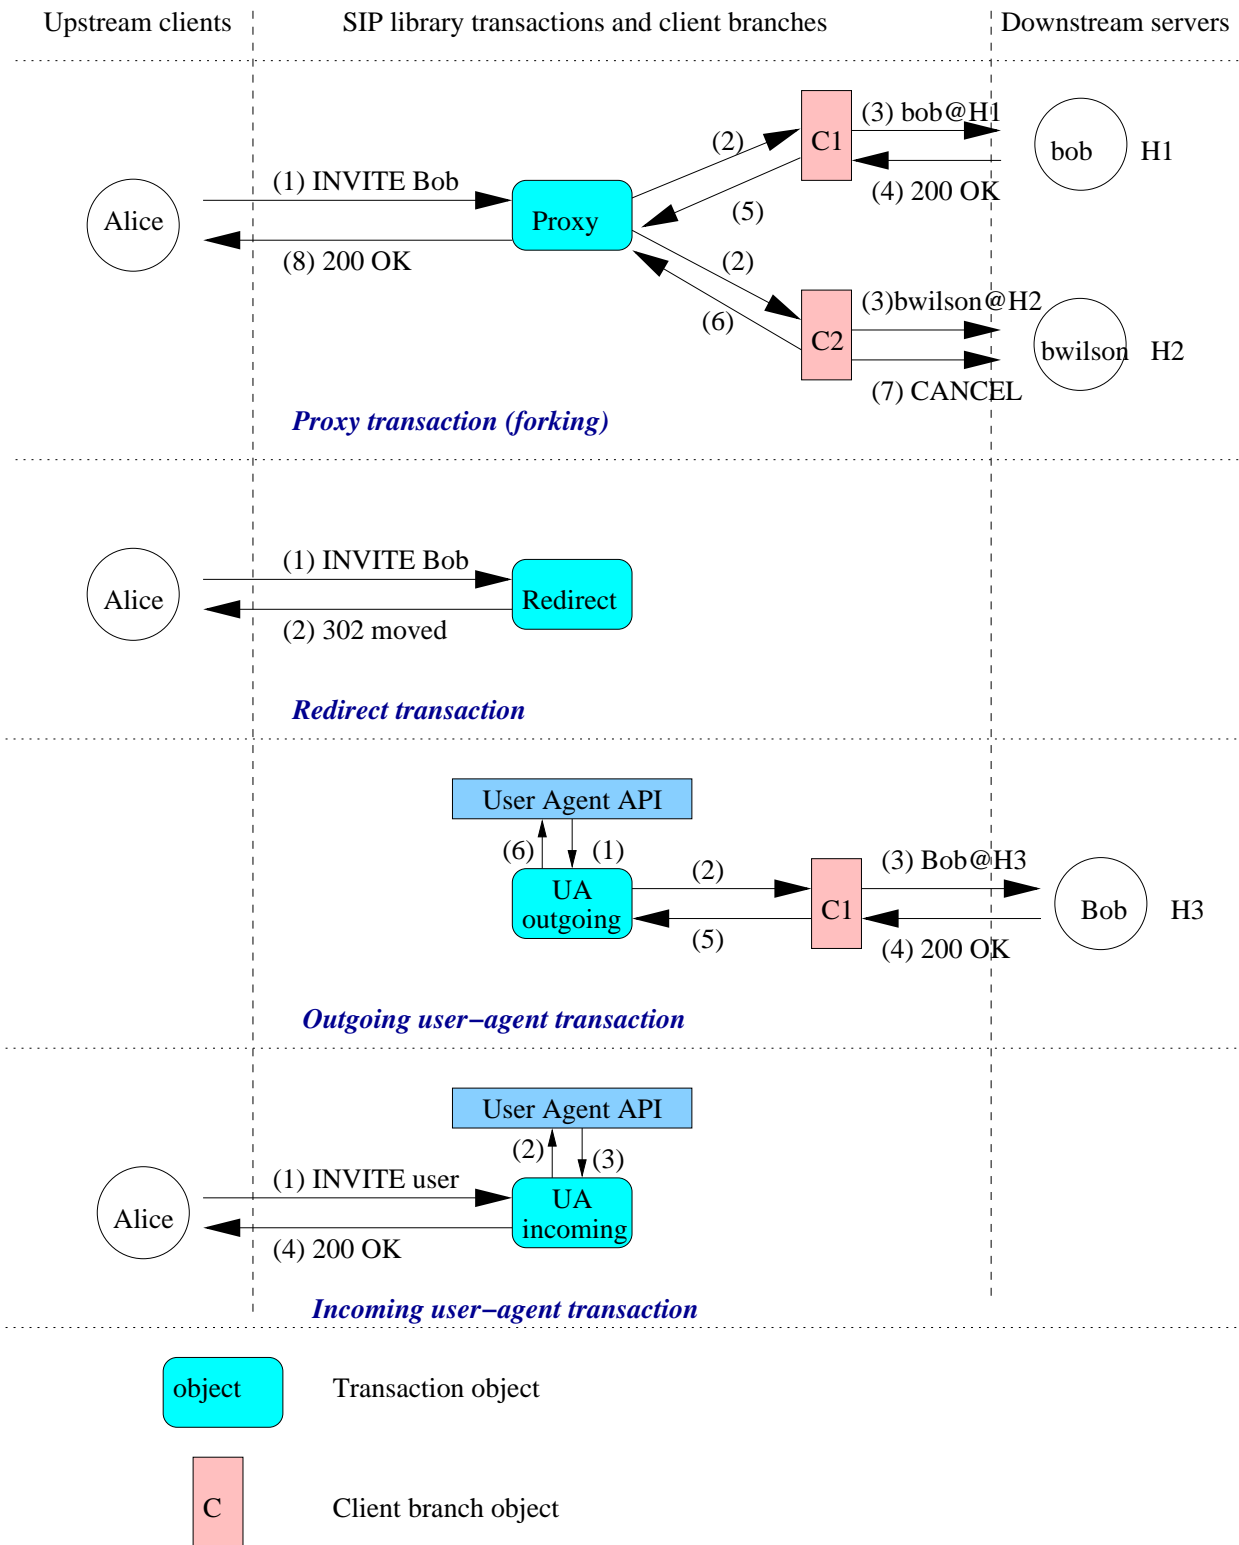 Upstream clients
SIP library transactions and client branches
Downstream servers
(3) bob@H1
(2)
C1
bob
H1
(1) INVITE Bob
(4) 200 OK
Alice
Proxy
(5)
(8) 200 OK
(2)
(3)bwilson@H2
(6)
C2
bwilson
H2
(7) CANCEL
Proxy transaction (forking)
(1) INVITE Bob
Alice
Redirect
(2) 302 moved
Redirect transaction
User Agent API
(6)
(1)
(2)
(3) Bob@H3
UA
outgoing
C1
Bob
H3
(5)
(4) 200 OK
Outgoing user−agent transaction
User Agent API
(2)
(3)
(1) INVITE user
UA
incoming
Alice
(4) 200 OK
Incoming user−agent transaction
object
Transaction object
C
Client branch object